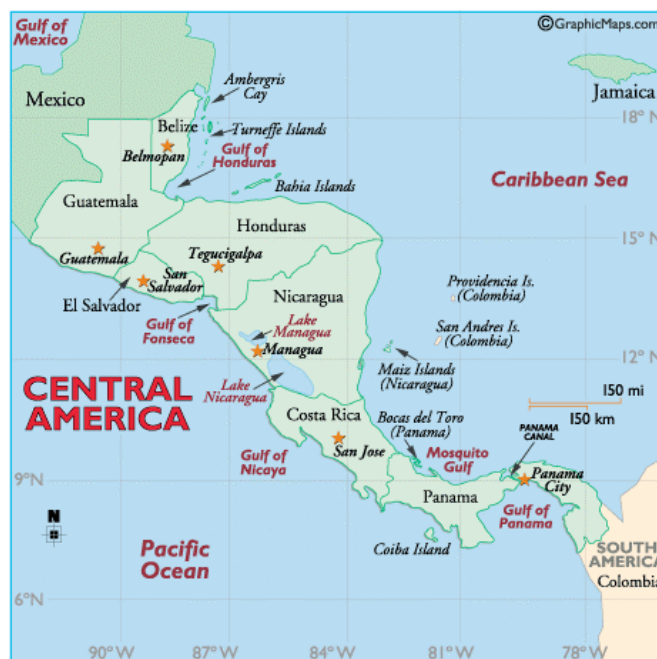 ©GraphicMaps.com
Gulf of
Mexico
Mexico
Ambergris
Cay
Jamaica
18°N
Belize
Turneffe Islands
Belmopan
Gulf of
Honduras
Caribbean Sea
Bahia Islands
Guatemala
Honduras
15°N
Guatemala
Tegucigalpa
San
Salvador
El Salvador
Nicaragua
Providencia Is.
(Colombia)
Gulf of
Fonseca
Lake
Managua
San Andres Is.
(Colombia)
Managua
12°N
Maiz Islands
(Nicaragua)
CENTRAL
AMERICA
Lake
Nicaragua
150 mi
150 km
Costa Rica
Bocas del Toro
(Panama)
PANAMA
CANAL
San Jose
Gulf of
Nicaya
Mosquito
Gulf
9°N
Panama
City
Panama
Gulf of
Panama
N
Pacific
Ocean
Coiba Island
SOUTH
AMERICA
Colombia
6°N
90°W
87°W
84°W
81°W
78°W